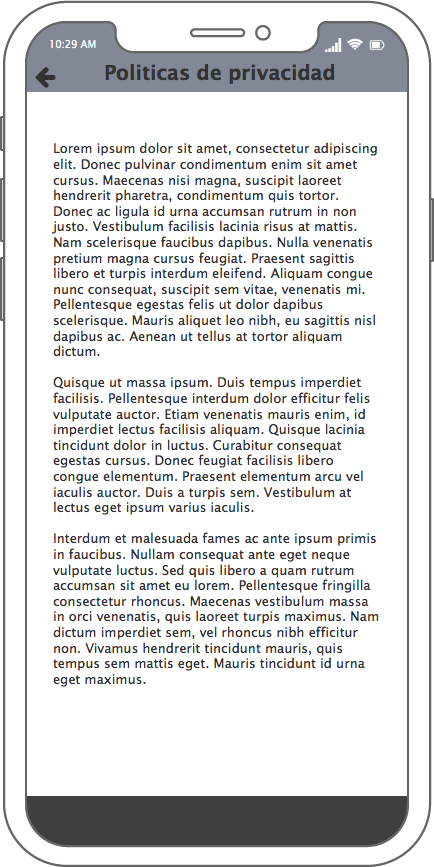 10:29 AM
Politicas de privacidad
Lorem ipsum dolor sit amet, consectetur adipiscing
elit. Donec pulvinar condimentum enim sit amet
cursus. Maecenas nisi magna, suscipit laoreet
hendrerit pharetra, condimentum quis tortor.
Donec ac ligula id urna accumsan rutrum in non
justo. Vestibulum facilisis lacinia risus at mattis.
Nam scelerisque faucibus dapibus. Nulla venenatis
pretium magna cursus feugiat. Praesent sagittis
libero et turpis interdum eleifend. Aliquam congue
nunc consequat, suscipit sem vitae, venenatis mi.
Pellentesque egestas felis ut dolor dapibus
scelerisque. Mauris aliquet leo nibh, eu sagittis nisl
dapibus ac. Aenean ut tellus at tortor aliquam
dictum.
Quisque ut massa ipsum. Duis tempus imperdiet
facilisis. Pellentesque interdum dolor efficitur felis
vulputate auctor. Etiam venenatis mauris enim, id
imperdiet lectus facilisis aliquam. Quisque lacinia
tincidunt dolor in luctus. Curabitur consequat
egestas cursus. Donec feugiat facilisis libero
congue elementum. Praesent elementum arcu vel
iaculis auctor. Duis a turpis sem. Vestibulum at
lectus eget ipsum varius iaculis.
Interdum et malesuada fames ac ante ipsum primis
in faucibus. Nullam consequat ante eget neque
vulputate luctus. Sed quis libero a quam rutrum
accumsan sit amet eu lorem. Pellentesque fringilla
consectetur rhoncus. Maecenas vestibulum massa
in orci venenatis, quis laoreet turpis maximus. Nam
dictum imperdiet sem, vel rhoncus nibh efficitur
non. Vivamus hendrerit tincidunt mauris, quis
tempus sem mattis eget. Mauris tincidunt id urna
eget maximus.